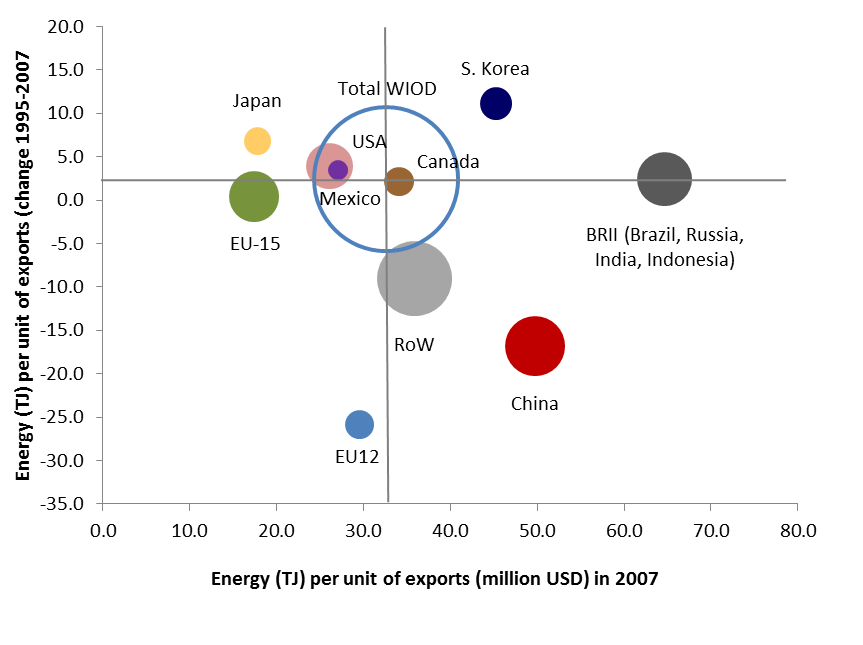 Energy (TJ) per unit of exports (change 1995-2007
20.0
15.0
10.0
5.0
0.0
-5.0
-10.0
-15.0
-20.0
-25.0
-30.0
-35.0
S. Korea
Total WIOD
Japan
USA
Canada
Mexico
EU-15
BRII (Brazil, Russia,
India, Indonesia)
RoW
China
EU12
0.0
10.0
20.0
30.0
40.0
50.0
60.0
70.0
80.0
Energy (TJ) per unit of exports (million USD) in 2007